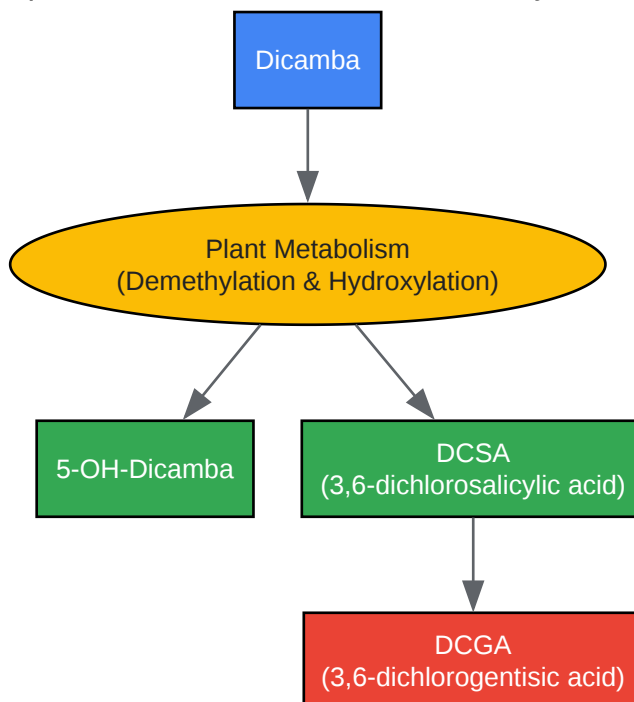 Dicamba
Plant Metabolism
(Demethylation & Hydroxylation)
5-OH-Dicamba
DCSA
(3,6-dichlorosalicylic acid)
DCGA
(3,6-dichlorogentisic acid)